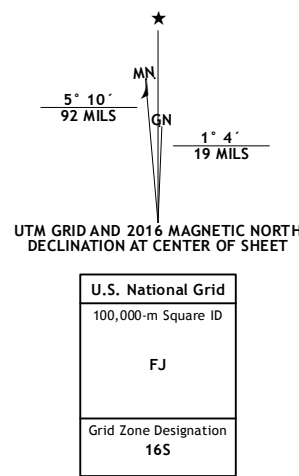 ★
MN
5° 10´
92 MILS
GN
1° 4´
19 MILS
UTM GRID AND 2016 MAGNETIC NORTH
DECLINATION AT CENTER OF SHEET
U.S. National Grid
100,000-m Square ID
FJ
Grid Zone Designation
16S